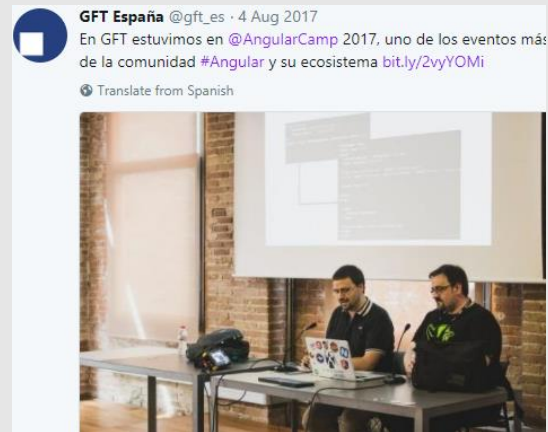 GFT España @gft_es · 4 Aug 2017
En GFT estuvimos en @AngularCamp 2017, uno de los eventos más
de la comunidad #Angular y su ecosistema bit.ly/2vyYOMi
Translate from Spanish